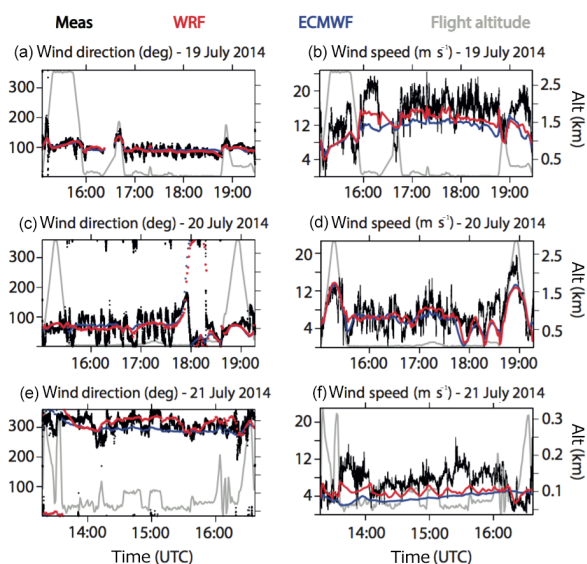 Meas WRF ECMWF Flight altitude
(a) Wind direction (deg) - 19 July 2014 (b) Wind speed (m s⁻¹) - 19 July 2014
300 20 2.5
200 12 1.5
100 4 0.5
16:00 17:00 18:00 19:00 16:00 17:00 18:00 19:00
Alt (km)
(c) Wind direction (deg) - 20 July 2014 (d) Wind speed (m s⁻¹) - 20 July 2014
300 20 2.5
200 12 1.5
100 4 0.5
16:00 17:00 18:00 19:00 16:00 17:00 18:00 19:00
Alt (km)
(e) Wind direction (deg) - 21 July 2014 (f) Wind speed (m s⁻¹) - 21 July 2014
300 20 0.3
200 12 0.2
100 4 0.1
14:00 15:00 16:00 14:00 15:00 16:00
Alt (km)
Time (UTC) Time (UTC)